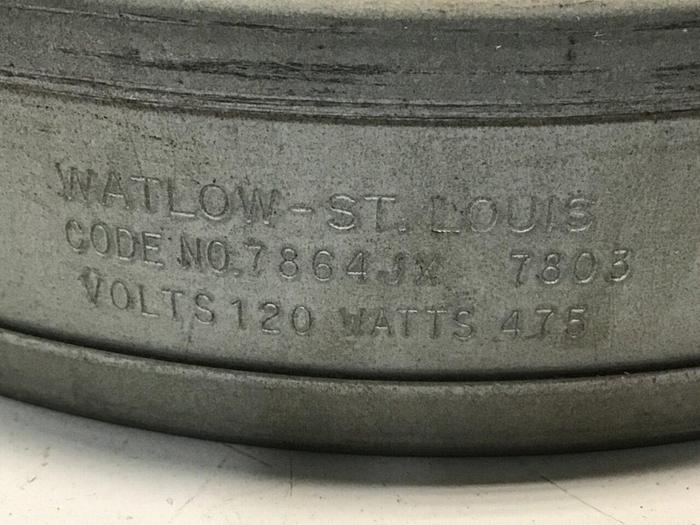 WATLOW-ST. LOUIS
CODE NO. 7864JX 7803
VOLTS 120 WATTS 475